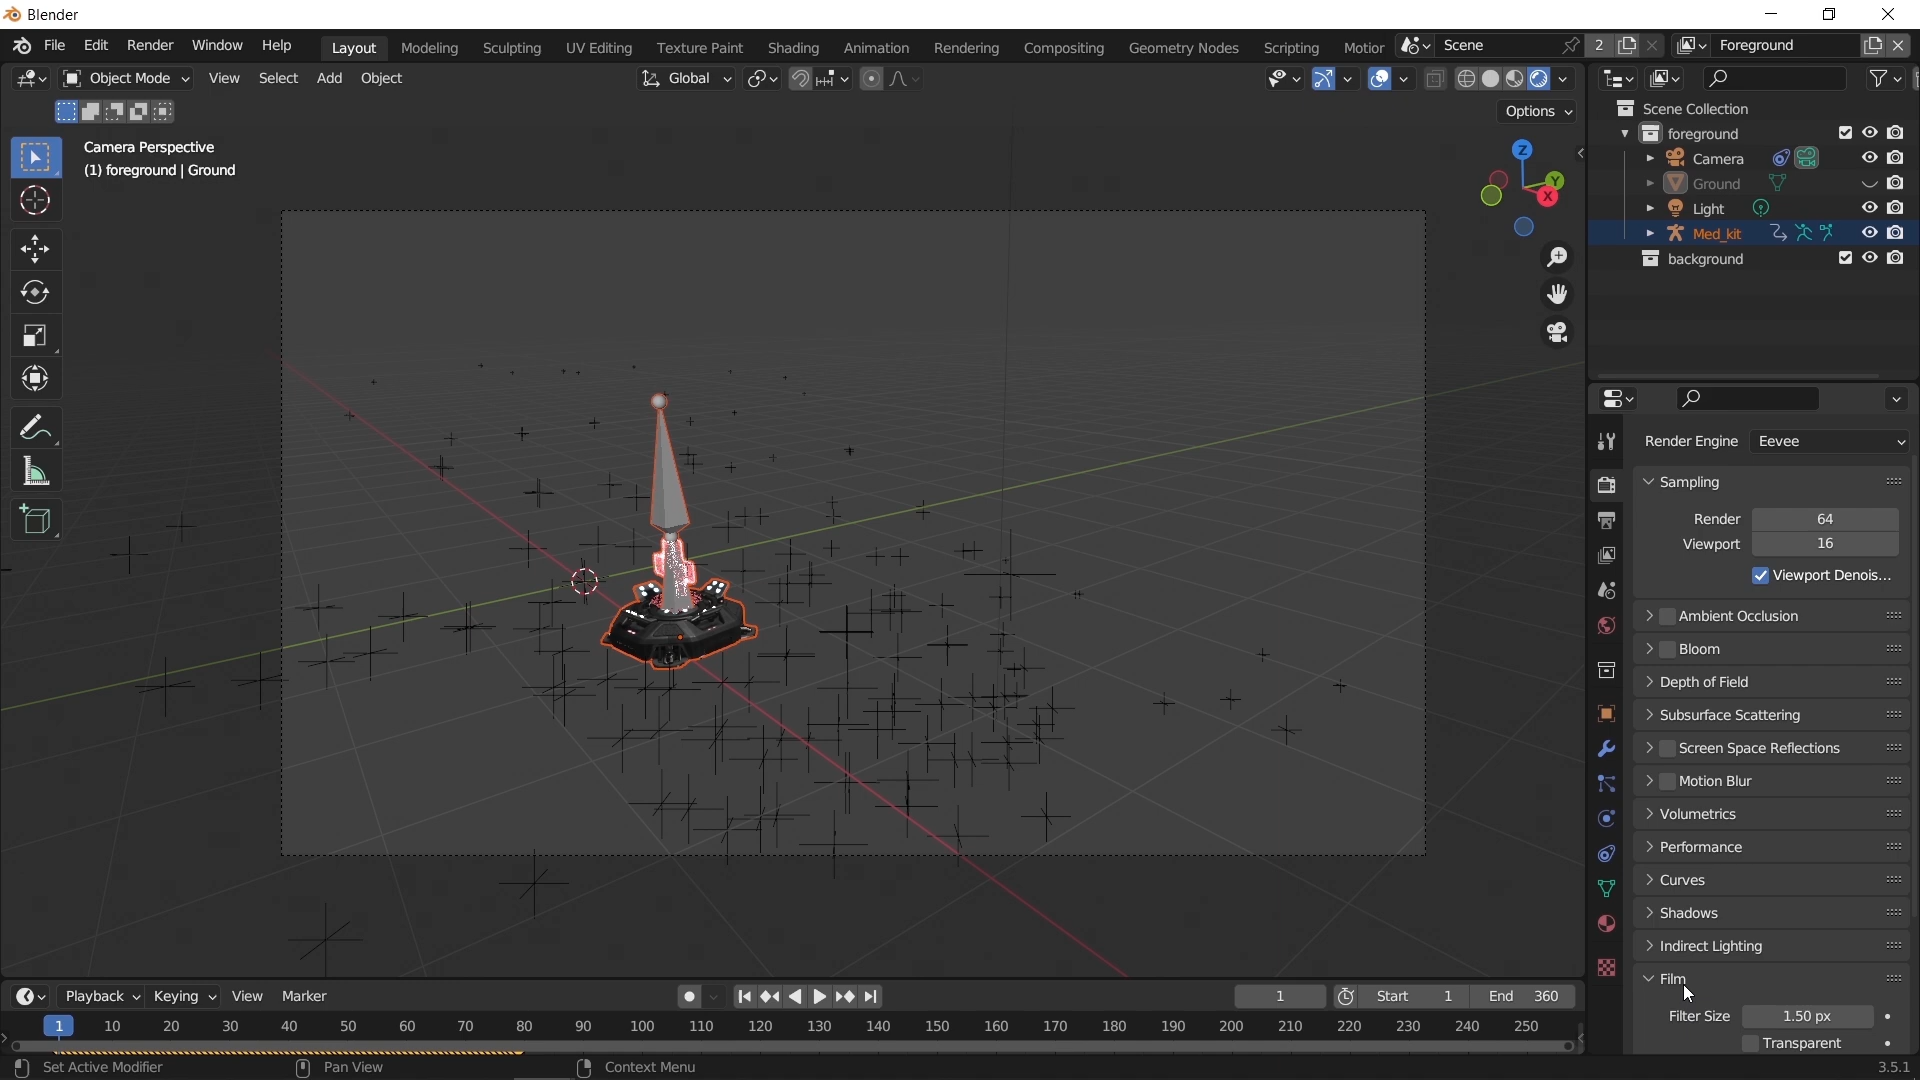 Blender
File Edit Render Window Help Layout Modeling Sculpting UV Editing Texture Paint Shading Animation Rendering Compositing Geometry Nodes Scripting Motior Scene 2 Foreground
Object Mode View Select Add Object Global
Options
Camera Perspective
(1) foreground | Ground
Z
Y
X
Scene Collection
foreground
Camera
Ground
Light
Med_kit
background
Render Engine Eevee
Sampling
Render 64
Viewport 16
Viewport Denois...
Ambient Occlusion
Bloom
Depth of Field
Subsurface Scattering
Screen Space Reflections
Motion Blur
Volumetrics
Performance
Curves
Shadows
Indirect Lighting
Film
Filter Size 1.50 px
Transparent
Playback Keying View Marker 1 Start 1 End 360
1 10 20 30 40 50 60 70 80 90 100 110 120 130 140 150 160 170 180 190 200 210 220 230 240 250
Set Active Modifier Pan View Context Menu 3.5.1